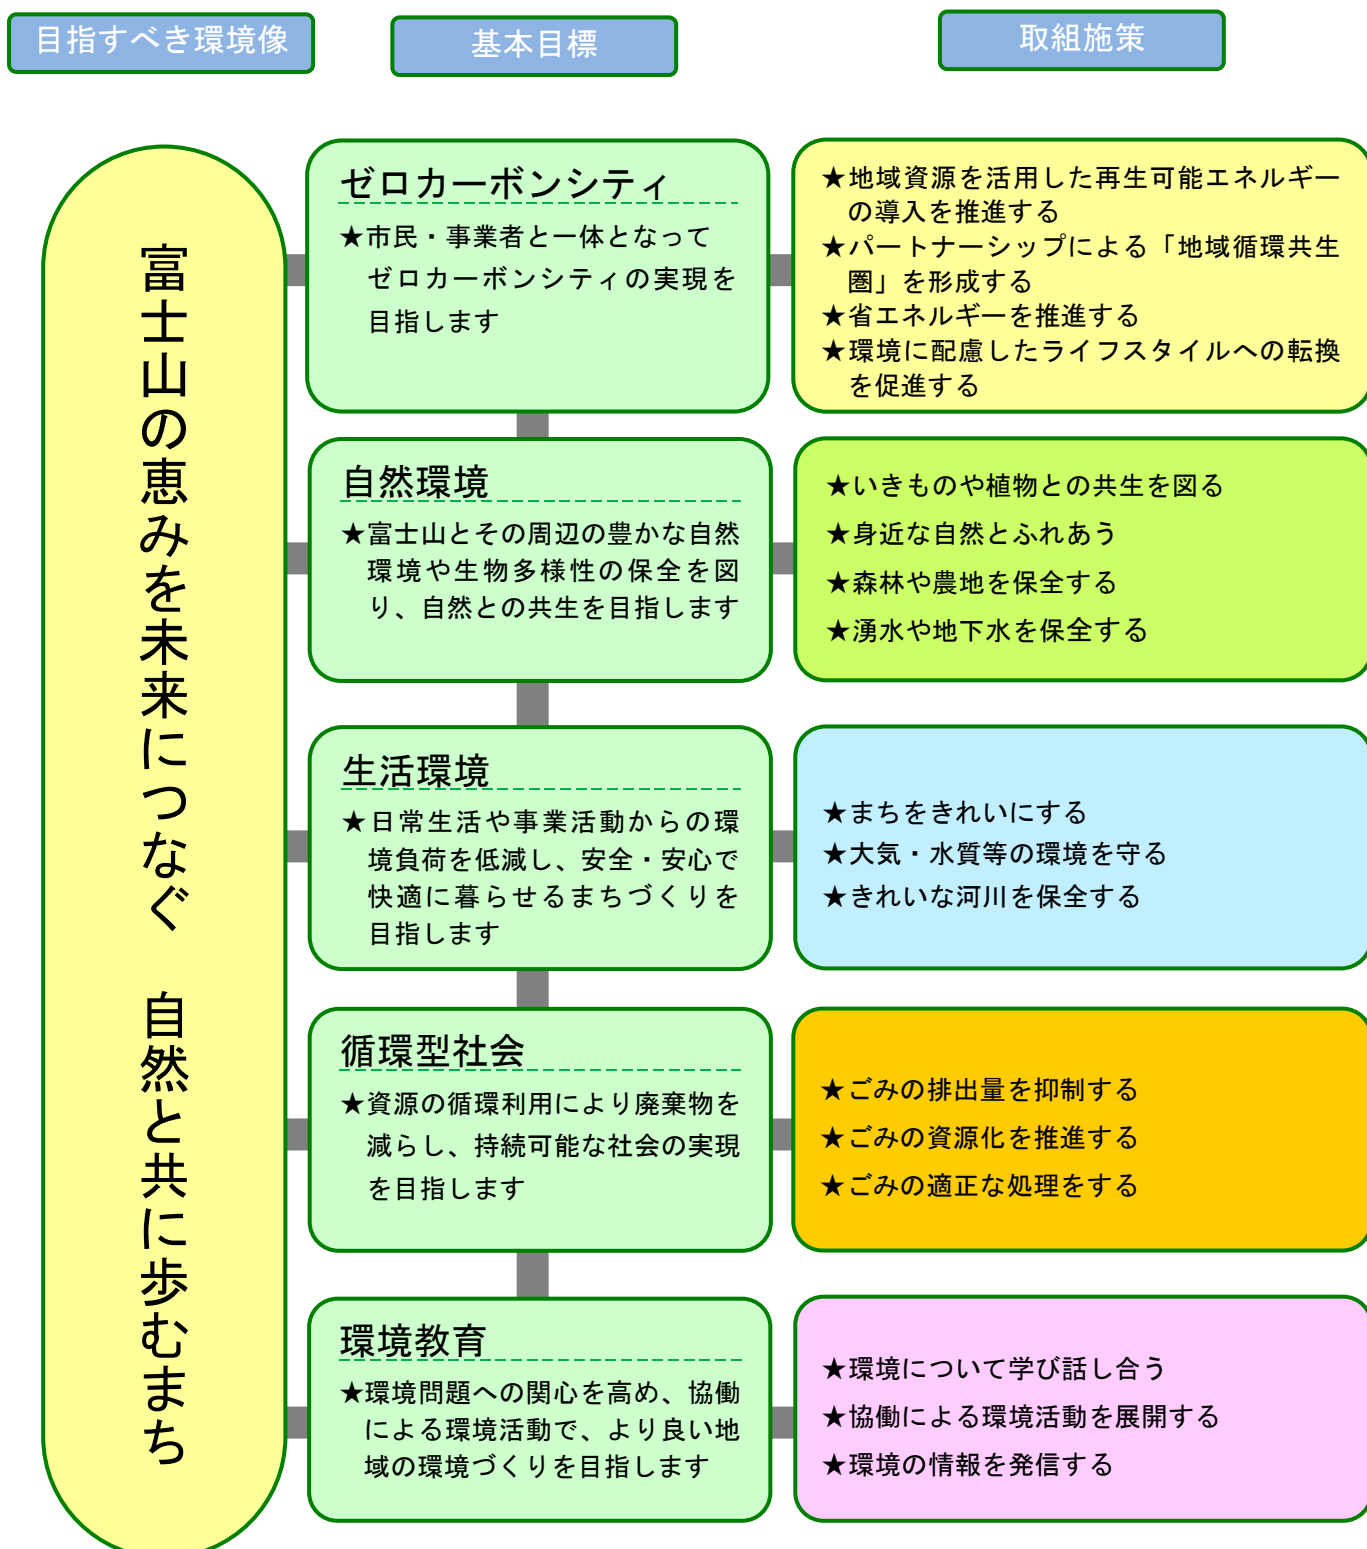 目指すべき環境像
基本目標
取組施策
富士山の恵みを未来につなぐ　自然と共に歩むまち
ゼロカーボンシティ
★市民・事業者と一体となって
ゼロカーボンシティの実現を
目指します
★地域資源を活用した再生可能エネルギー
の導入を推進する
★パートナーシップによる「地域循環共生
圏」を形成する
★省エネルギーを推進する
★環境に配慮したライフスタイルへの転換
を促進する
自然環境
★富士山とその周辺の豊かな自然
環境や生物多様性の保全を図
り、自然との共生を目指します
★いきものや植物との共生を図る
★身近な自然とふれあう
★森林や農地を保全する
★湧水や地下水を保全する
生活環境
★日常生活や事業活動からの環
境負荷を低減し、安全・安心で
快適に暮らせるまちづくりを
目指します
★まちをきれいにする
★大気・水質等の環境を守る
★きれいな河川を保全する
循環型社会
★資源の循環利用により廃棄物を
減らし、持続可能な社会の実現
を目指します
★ごみの排出量を抑制する
★ごみの資源化を推進する
★ごみの適正な処理をする
環境教育
★環境問題への関心を高め、協働
による環境活動で、より良い地
域の環境づくりを目指します
★環境について学び話し合う
★協働による環境活動を展開する
★環境の情報を発信する